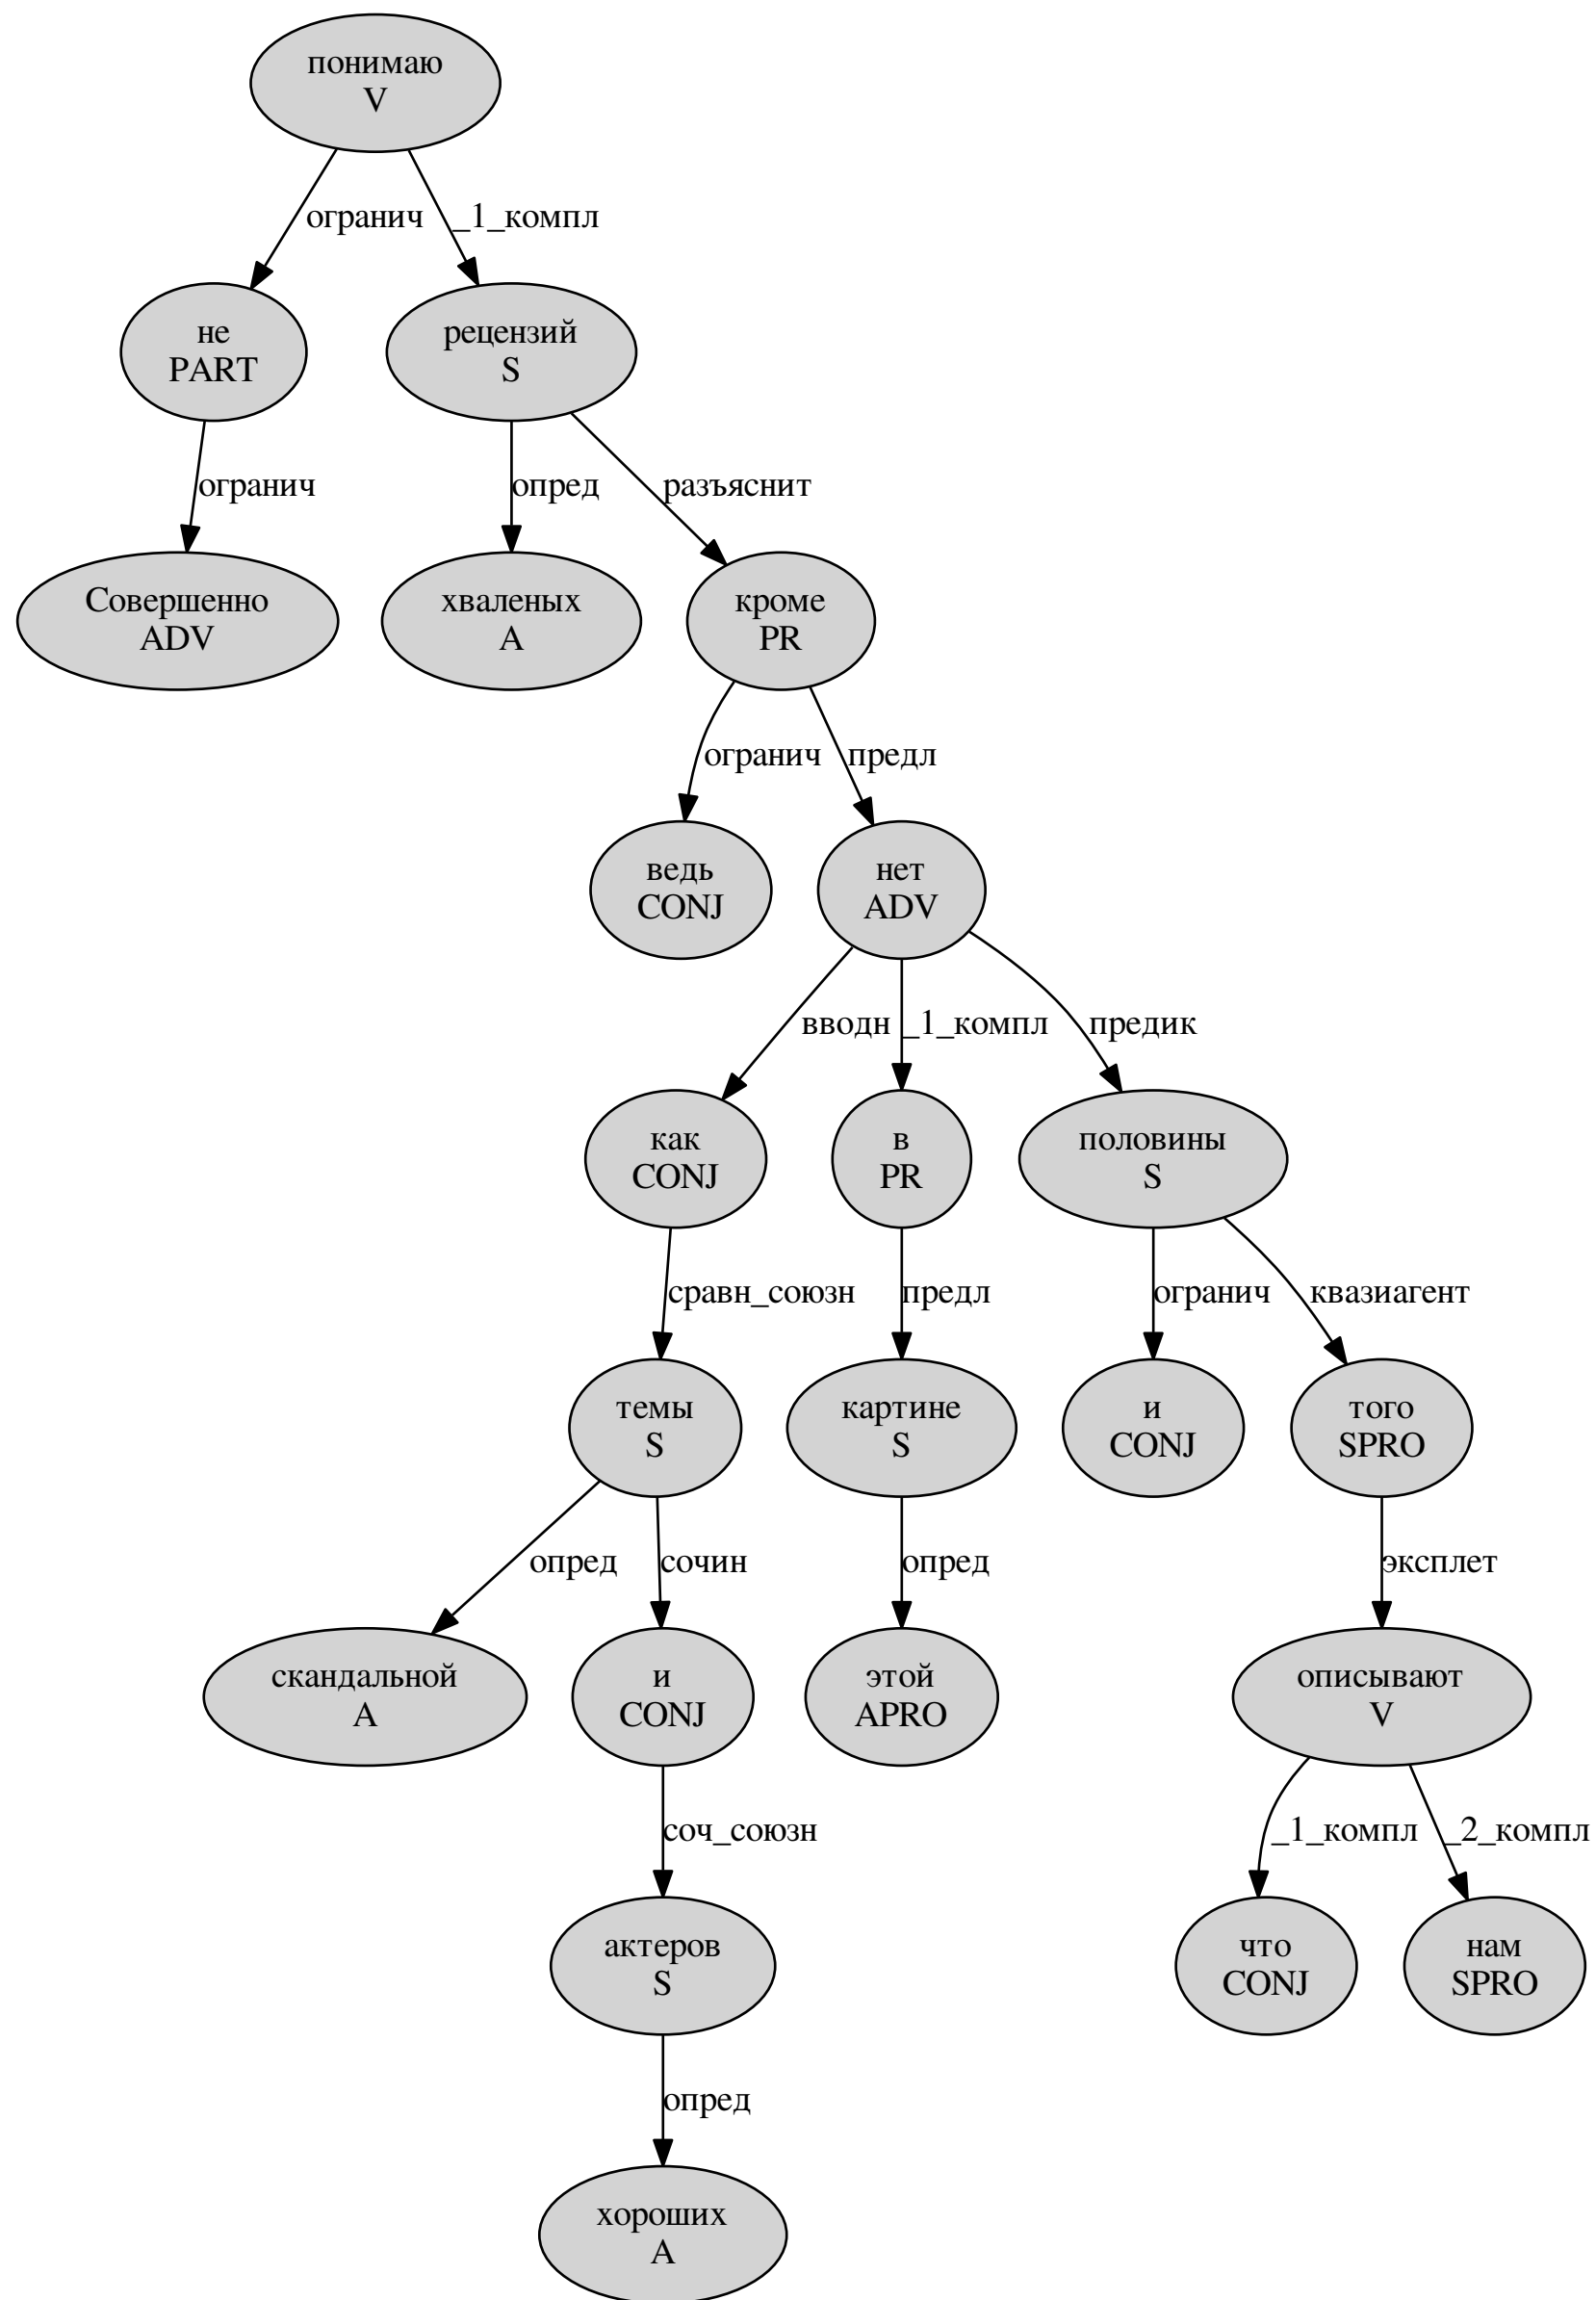 понимаю
V
огранич
_1_компл
не
PART
рецензий
S
огранич
опред
разъяснит
Совершенно
ADV
хваленых
A
кроме
PR
огранич
предл
ведь
CONJ
нет
ADV
вводн
_1_компл
предик
как
CONJ
в
PR
половины
S
сравн_союзн
предл
огранич
квазиагент
темы
S
картине
S
и
CONJ
того
SPRO
опред
сочин
опред
эксплет
скандальной
A
и
CONJ
этой
APRO
описывают
V
соч_союзн
_1_компл
_2_компл
актеров
S
что
CONJ
нам
SPRO
опред
хороших
A